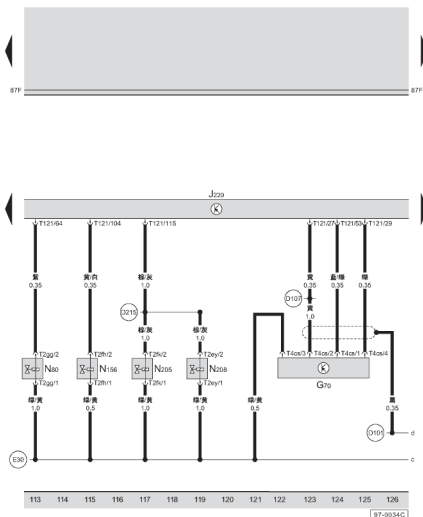 87F 87F
J220
K
T121/64 T121/104 T121/115 T121/27 T121/53 T121/29
紫 黄/白 棕/灰 黄 蓝/绿 绿
0.35 0.35 1.0 0.35 0.35 0.35
D107
D215
黄
1.0
棕/灰 棕/灰
1.0 1.0
T2gg/2 T2fh/2 T2fk/2 T2ey/2 T4cs/3 T4cs/2 T4cs/1 T4cs/4
N80 N156 N205 N208 K
T2gg/1 T2fh/1 T2fk/1 T2ey/1 G70
绿/黄 绿/黄 绿/黄 绿/黄 绿/黄 黑
1.0 0.5 1.0 1.0 0.5 0.35
D101 d
E30 c
113 114 115 116 117 118 119 120 121 122 123 124 125 126
97-0034C